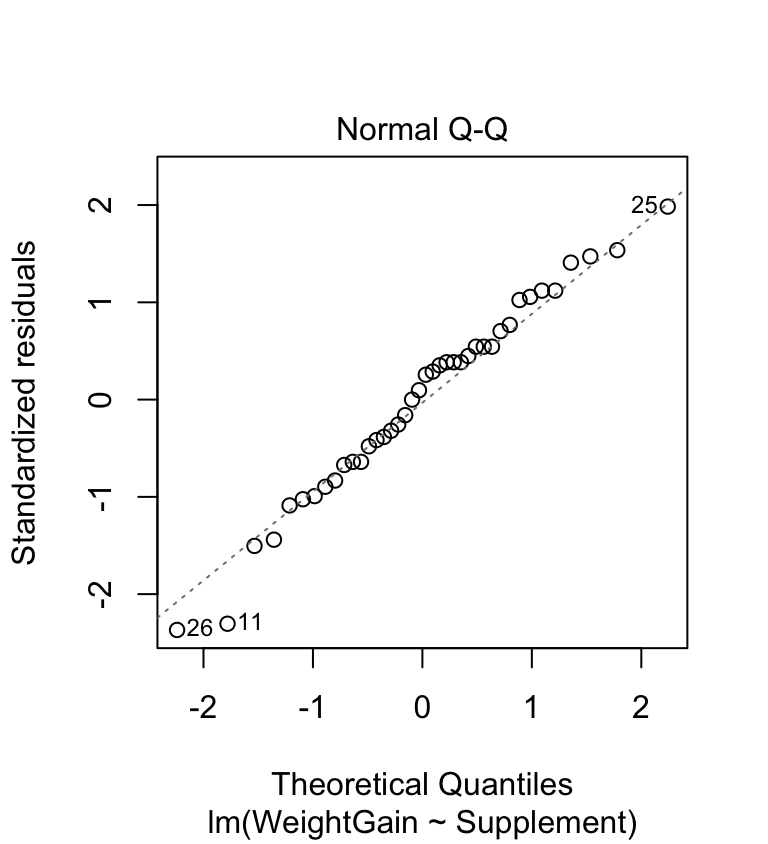 Normal Q-Q
Standardized residuals
2
1
0
-1
-2
25
26
11
-2 -1 0 1 2
Theoretical Quantiles
lm(WeightGain ~ Supplement)